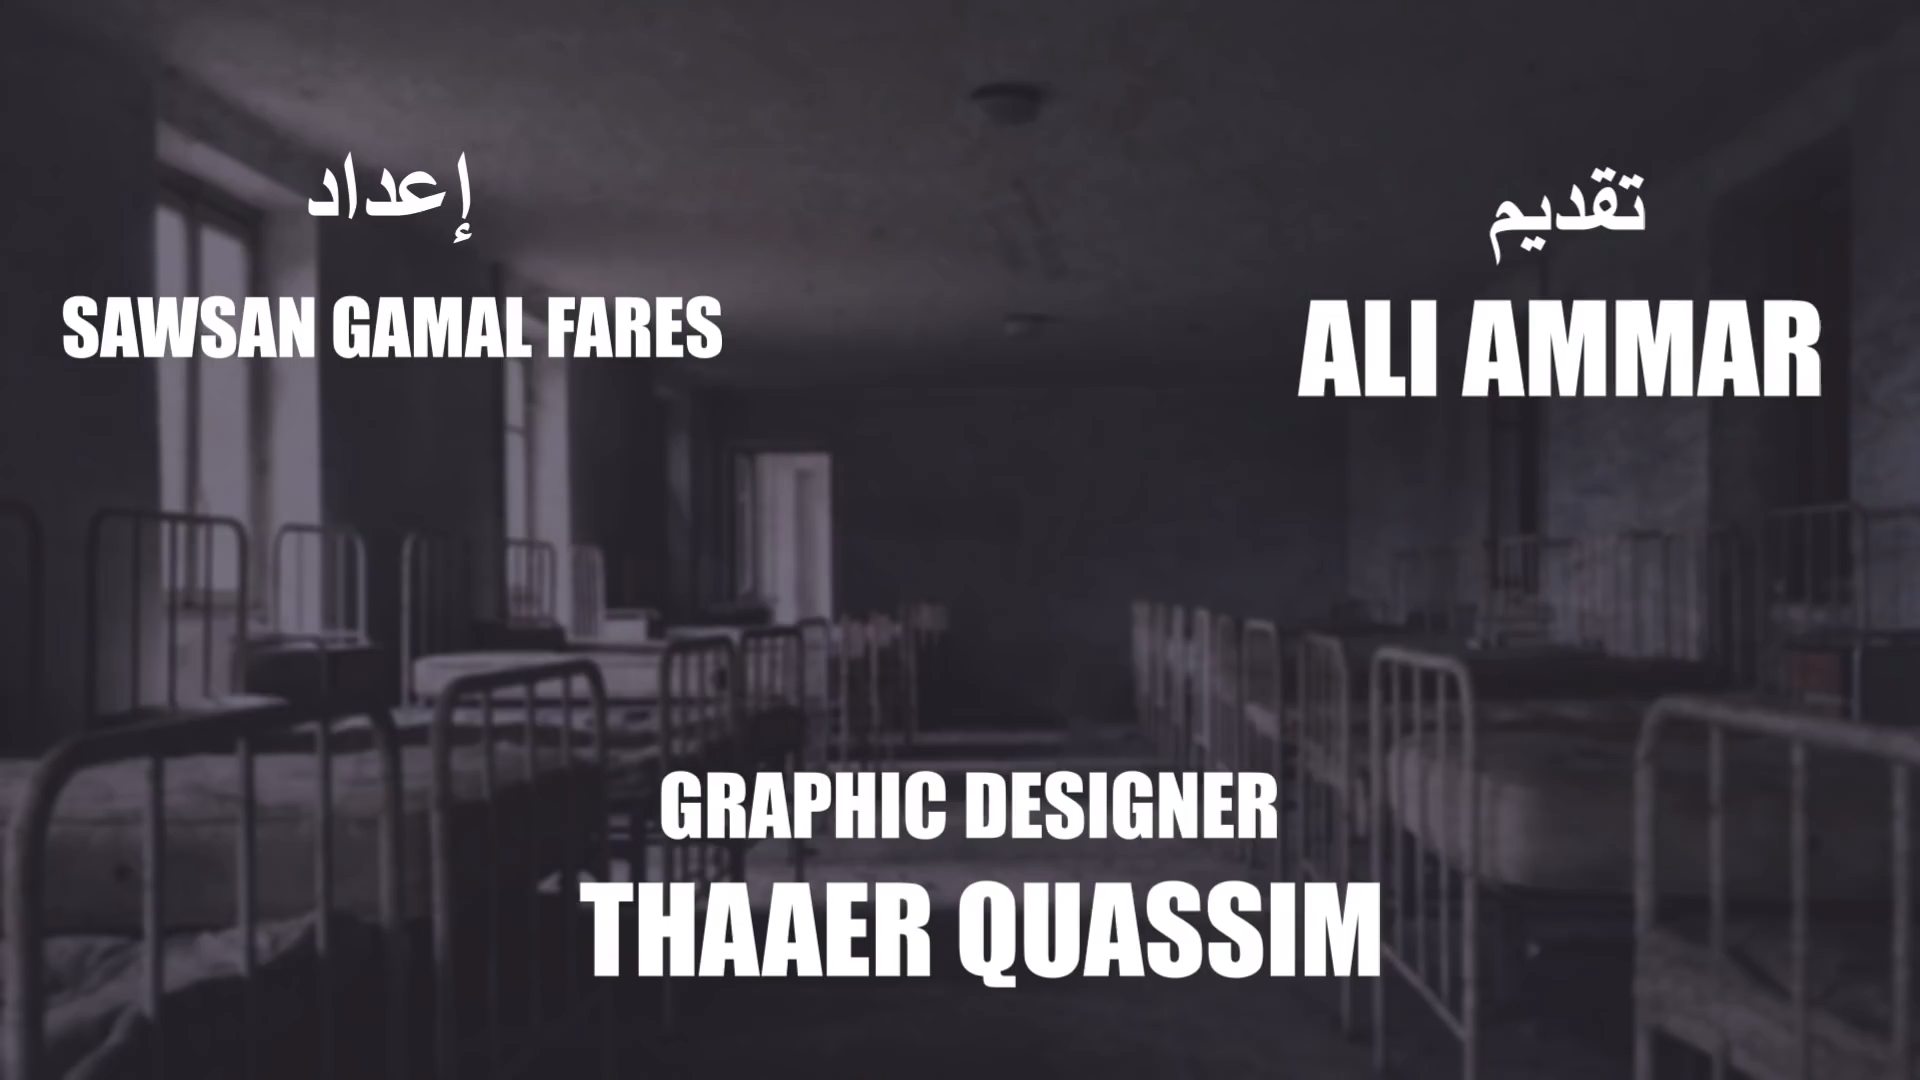 تقديم
ALI AMMAR
إعداد
SAWSAN GAMAL FARES
GRAPHIC DESIGNER
THAAER QUASSIM